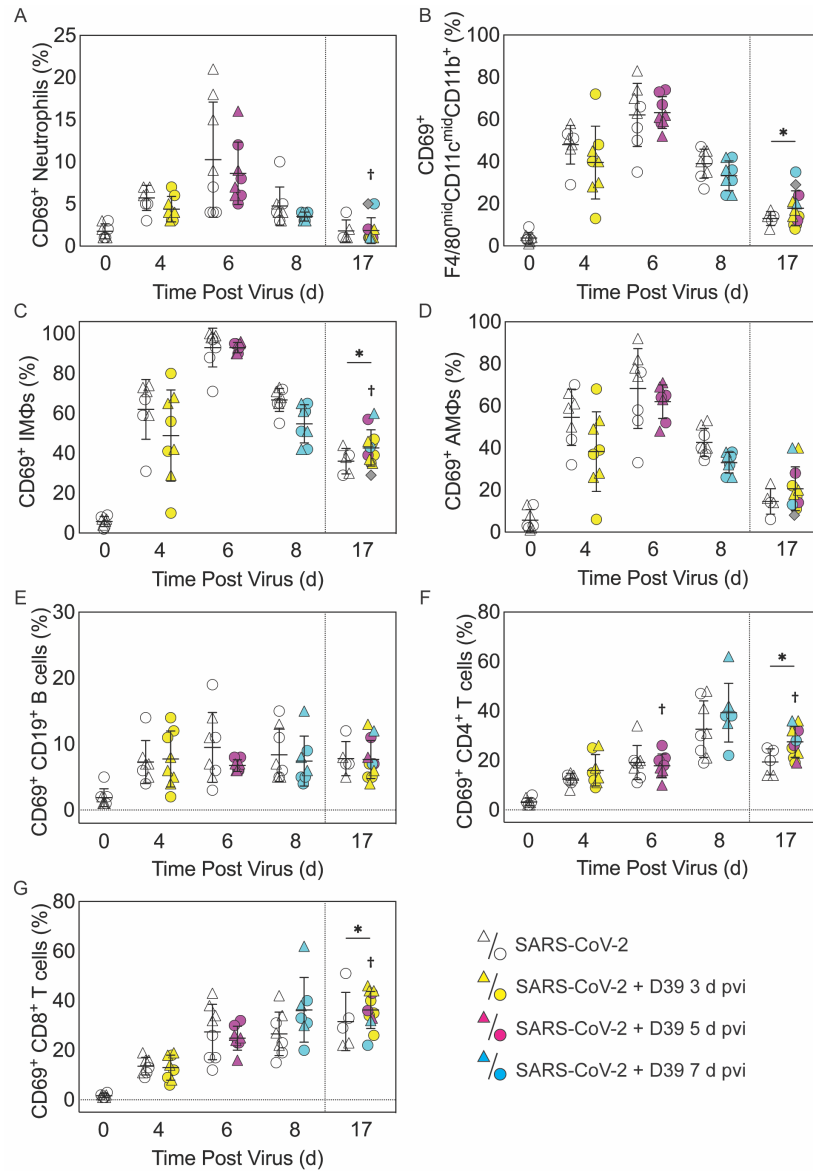 A
CD69⁺ Neutrophils (%)
25
20
15
10
5
0
†
0 4 6 8 17
Time Post Virus (d)
B
CD69⁺
F4/80ᵐⁱᵈCD11cᵐⁱᵈCD11b⁺ (%)
100
80
60
40
20
0
*
0 4 6 8 17
Time Post Virus (d)
C
CD69⁺ IMΦs (%)
100
80
60
40
20
0
*
†
0 4 6 8 17
Time Post Virus (d)
D
CD69⁺ AMΦs (%)
100
80
60
40
20
0
0 4 6 8 17
Time Post Virus (d)
E
CD69⁺ CD19⁺ B cells (%)
30
20
10
0
0 4 6 8 17
Time Post Virus (d)
F
CD69⁺ CD4⁺ T cells (%)
80
60
40
20
0
†
*
†
0 4 6 8 17
Time Post Virus (d)
G
CD69⁺ CD8⁺ T cells (%)
80
60
40
20
0
*
†
0 4 6 8 17
Time Post Virus (d)
/ SARS-CoV-2
/ SARS-CoV-2 + D39 3 d pvi
/ SARS-CoV-2 + D39 5 d pvi
/ SARS-CoV-2 + D39 7 d pvi